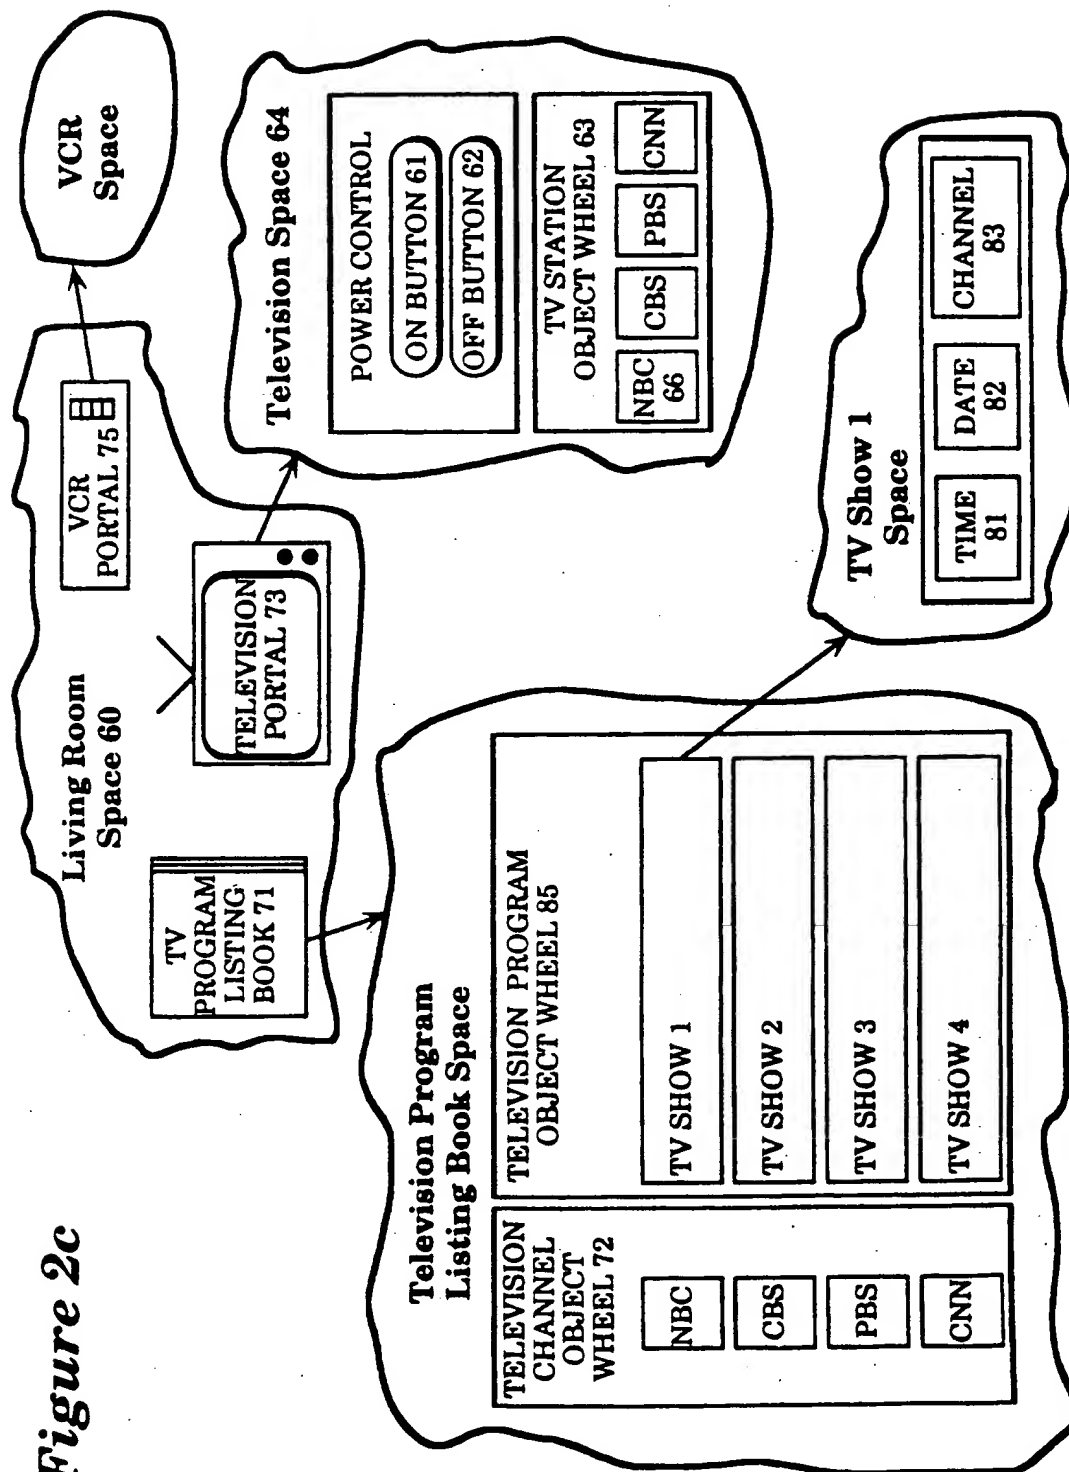 Figure 2c
Living Room
Space 60
TV
PROGRAM
LISTING
BOOK 71
TELEVISION
PORTAL 73
VCR
PORTAL 75
VCR
Space
Television Space 64
POWER CONTROL
ON BUTTON 61
OFF BUTTON 62
TV STATION
OBJECT WHEEL 63
NBC
66
CBS
PBS
CNN
Television Program
Listing Book Space
TELEVISION
CHANNEL
OBJECT
WHEEL 72
NBC
CBS
PBS
CNN
TELEVISION PROGRAM
OBJECT WHEEL 85
TV SHOW 1
TV SHOW 2
TV SHOW 3
TV SHOW 4
TV Show 1
Space
TIME
81
DATE
82
CHANNEL
83